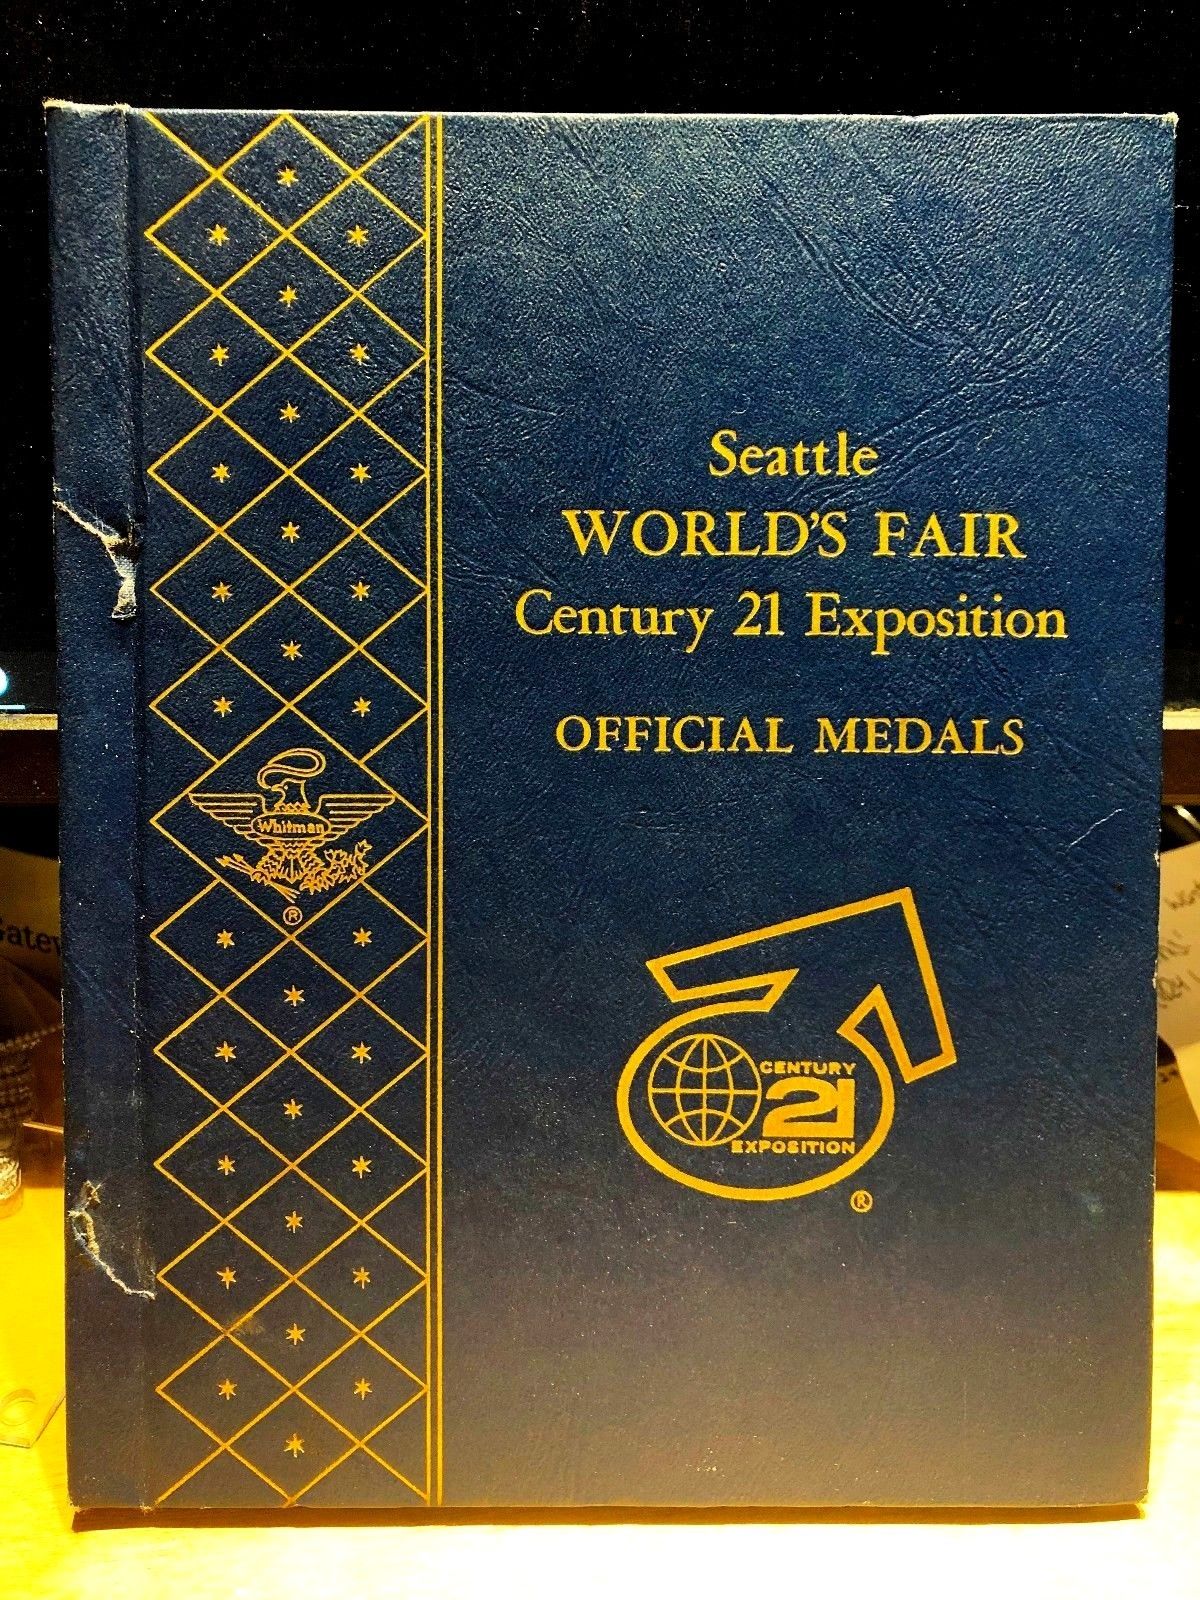 Seattle
WORLD'S FAIR
Century 21 Exposition
OFFICIAL MEDALS
Whitman
®
CENTURY
21
EXPOSITION
®